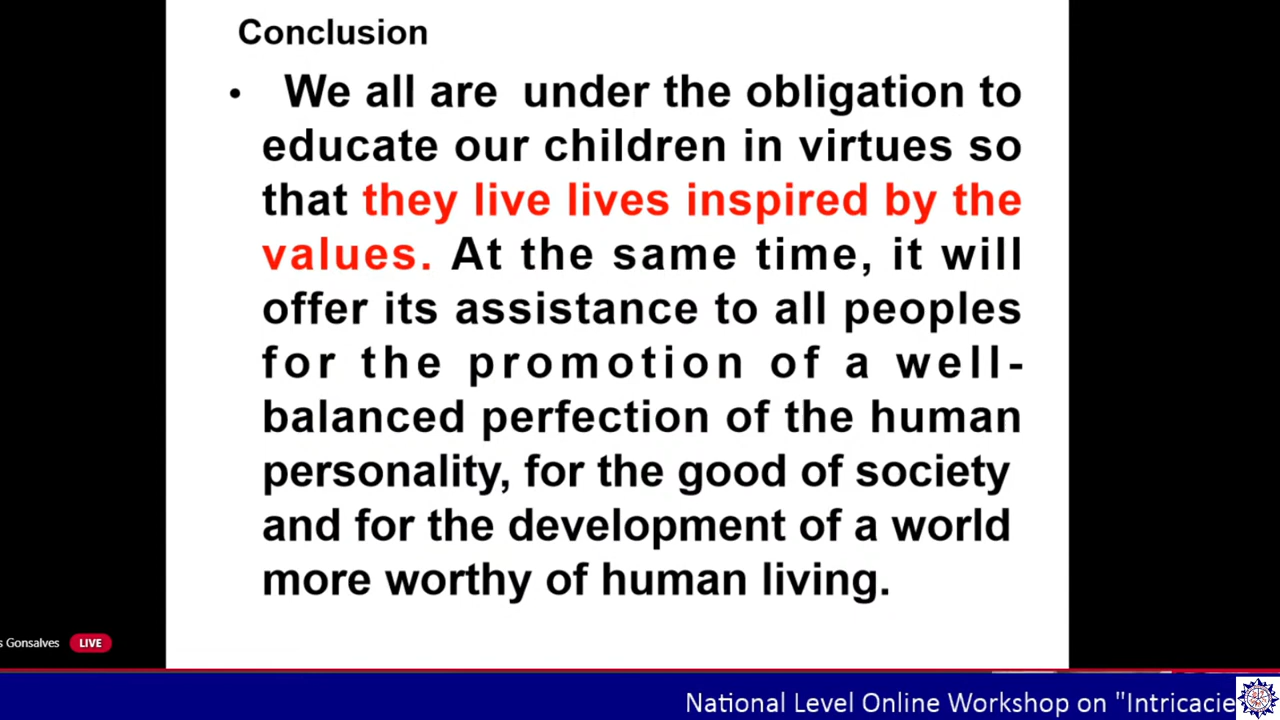 Conclusion
• We all are under the obligation to
educate our children in virtues so
that they live lives inspired by the
values. At the same time, it will
offer its assistance to all peoples
for the promotion of a well-
balanced perfection of the human
personality, for the good of society
and for the development of a world
more worthy of human living.
s Gonsalves LIVE
National Level Online Workshop on "Intricacie